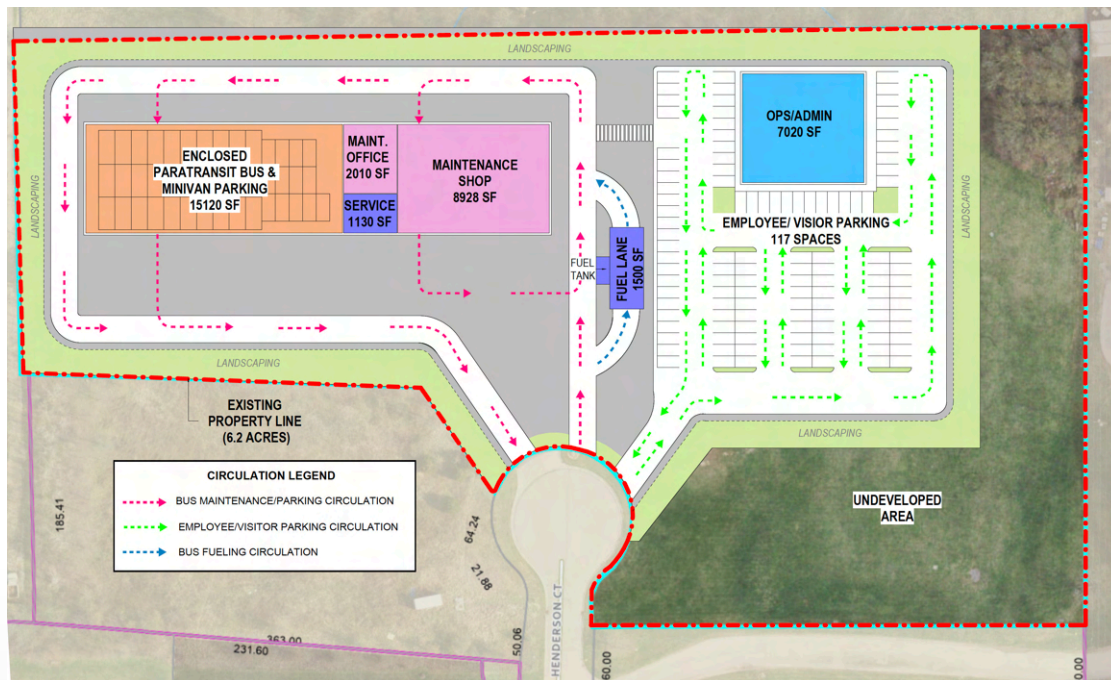 LANDSCAPING
OPS/ADMIN
7020 SF
ENCLOSED
PARATRANSIT BUS &
MINIVAN PARKING
15120 SF
MAINT.
OFFICE
2010 SF
SERVICE
1130 SF
MAINTENANCE
SHOP
8928 SF
LANDSCAPING
LANDSCAPING
EMPLOYEE/ VISIOR PARKING
117 SPACES
FUEL
TANK
FUEL LANE
1500 SF
LANDSCAPING
EXISTING
PROPERTY LINE
(6.2 ACRES)
LANDSCAPING
CIRCULATION LEGEND
BUS MAINTENANCE/PARKING CIRCULATION
EMPLOYEE/VISITOR PARKING CIRCULATION
BUS FUELING CIRCULATION
UNDEVELOPED
AREA
185.41
64.24
21.88
363.00
231.60
50.06
HENDERSON CT
60.00
0.00